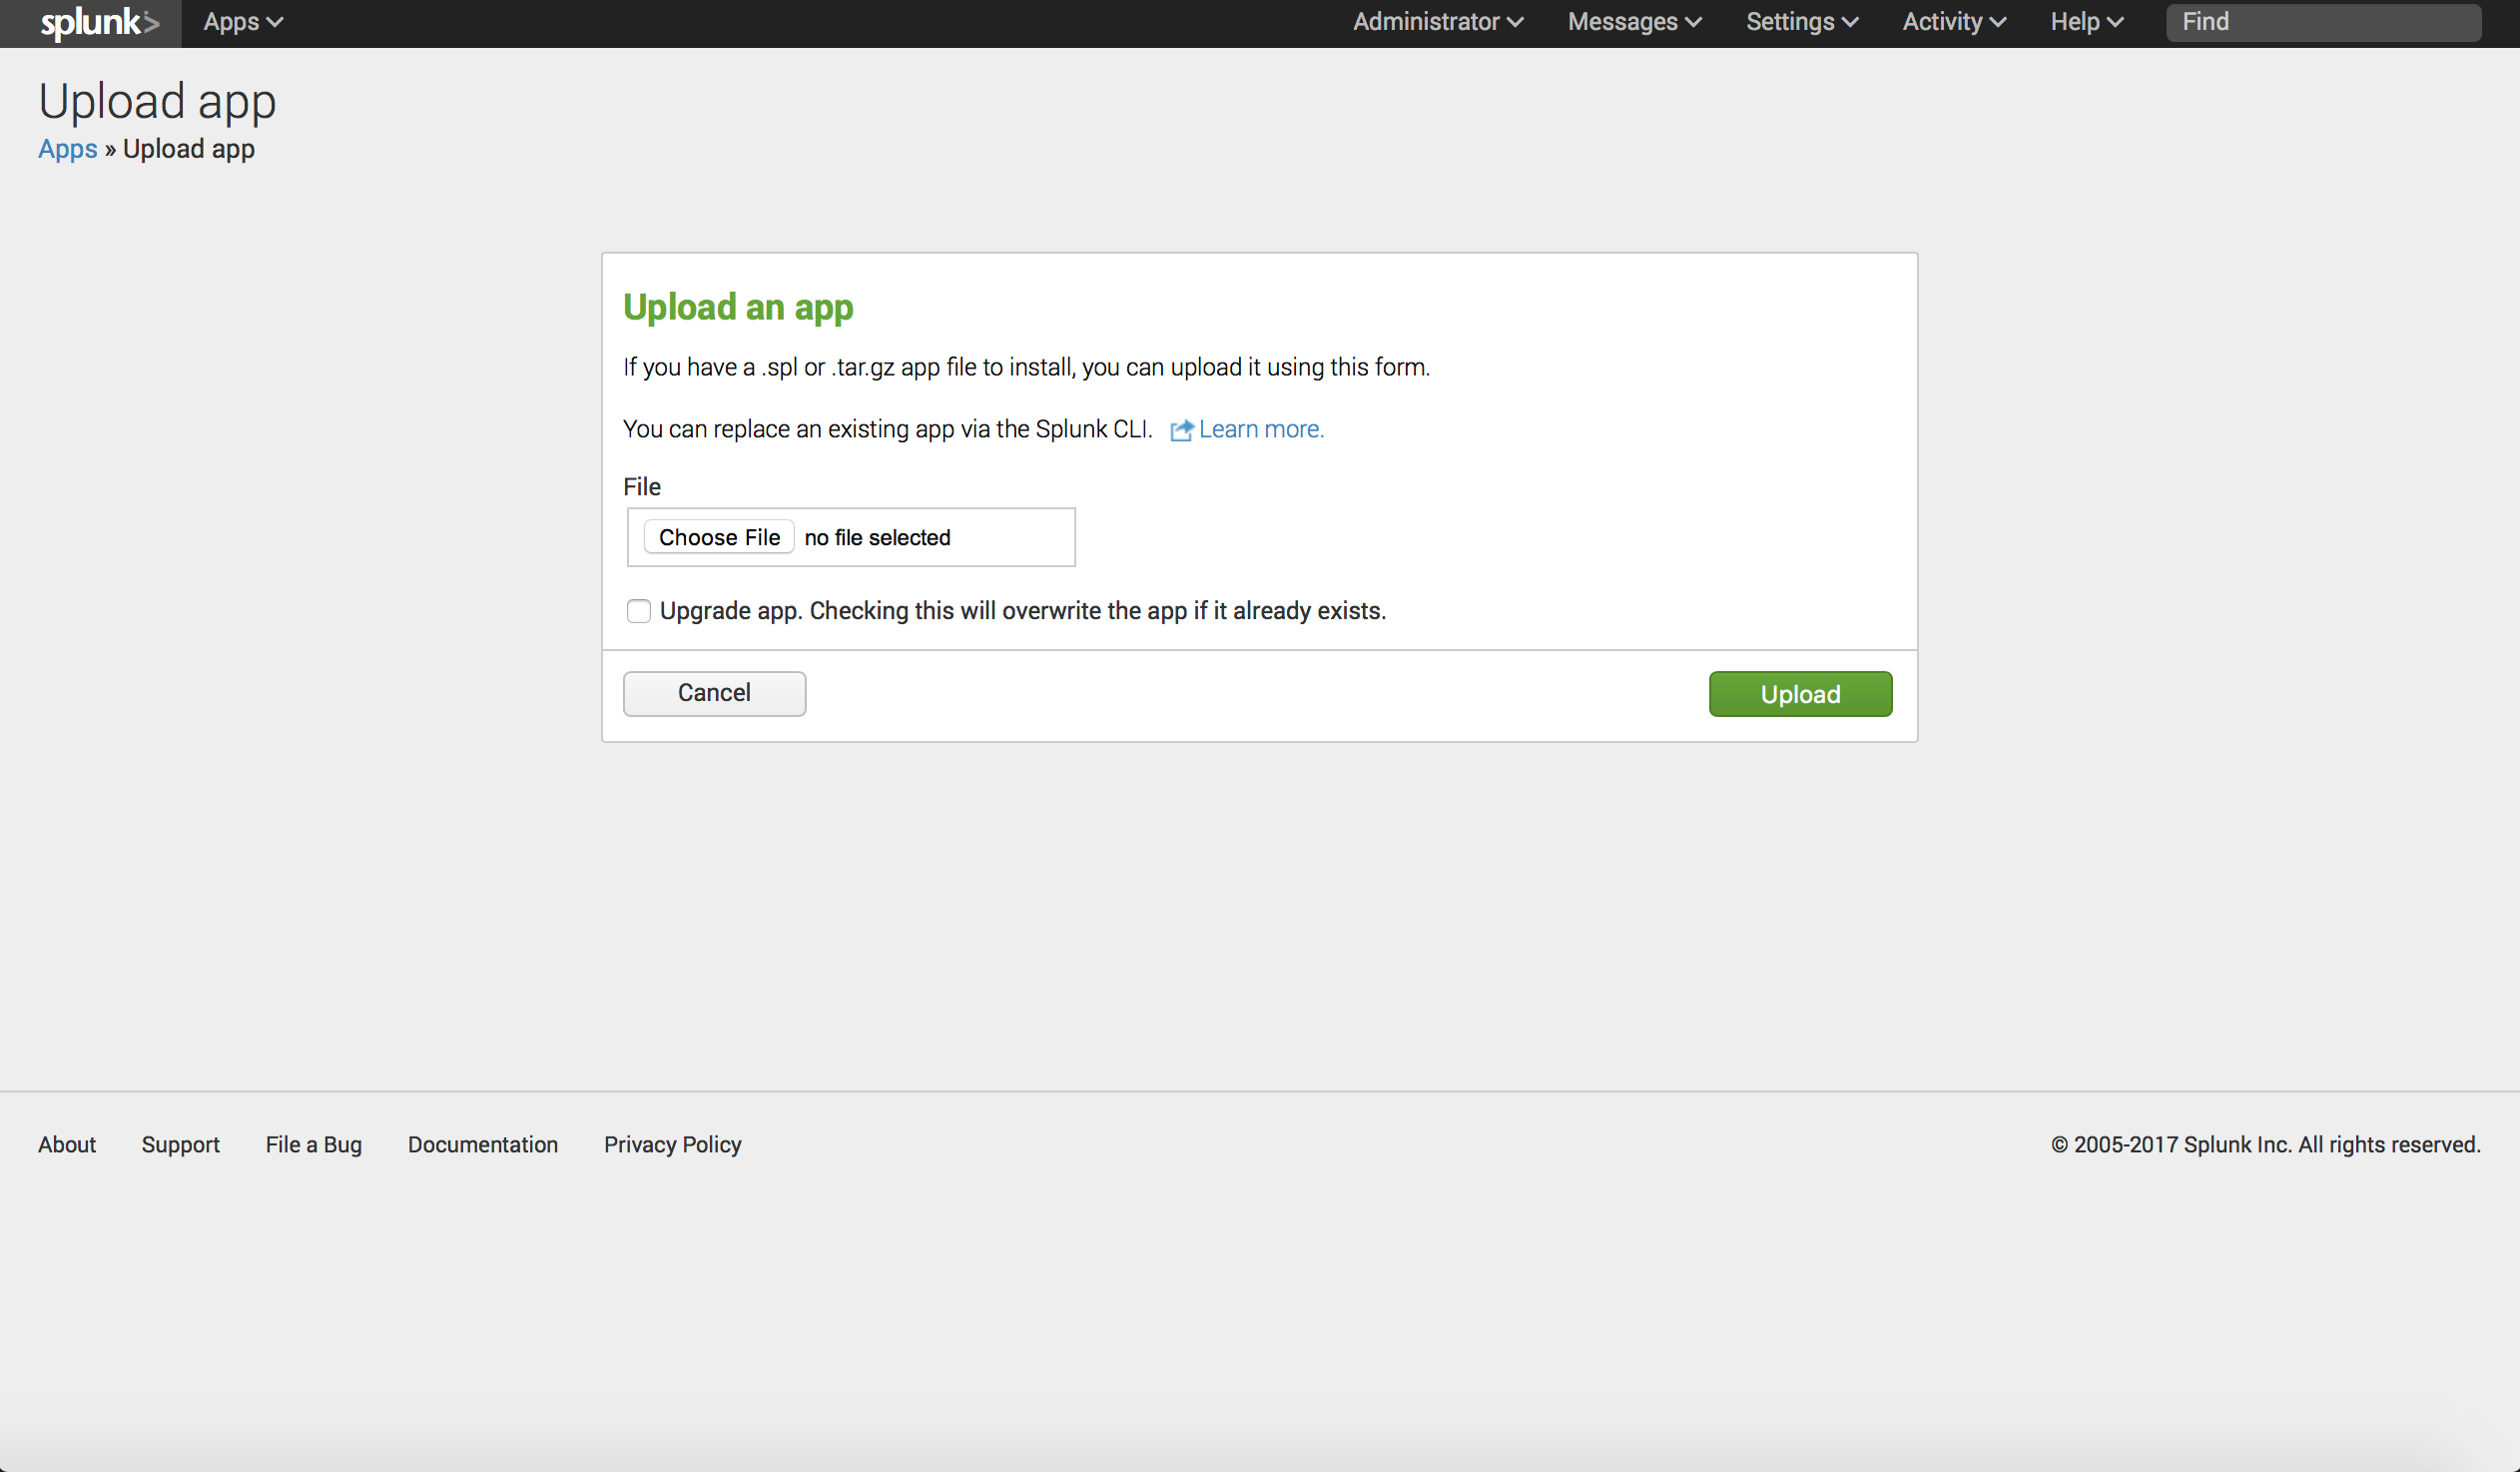 splunk> Apps Administrator Messages Settings Activity Help Find
Upload app
Apps » Upload app
Upload an app
If you have a .spl or .tar.gz app file to install, you can upload it using this form.
You can replace an existing app via the Splunk CLI. Learn more.
File
Choose File no file selected
Upgrade app. Checking this will overwrite the app if it already exists.
Cancel Upload
About Support File a Bug Documentation Privacy Policy © 2005-2017 Splunk Inc. All rights reserved.